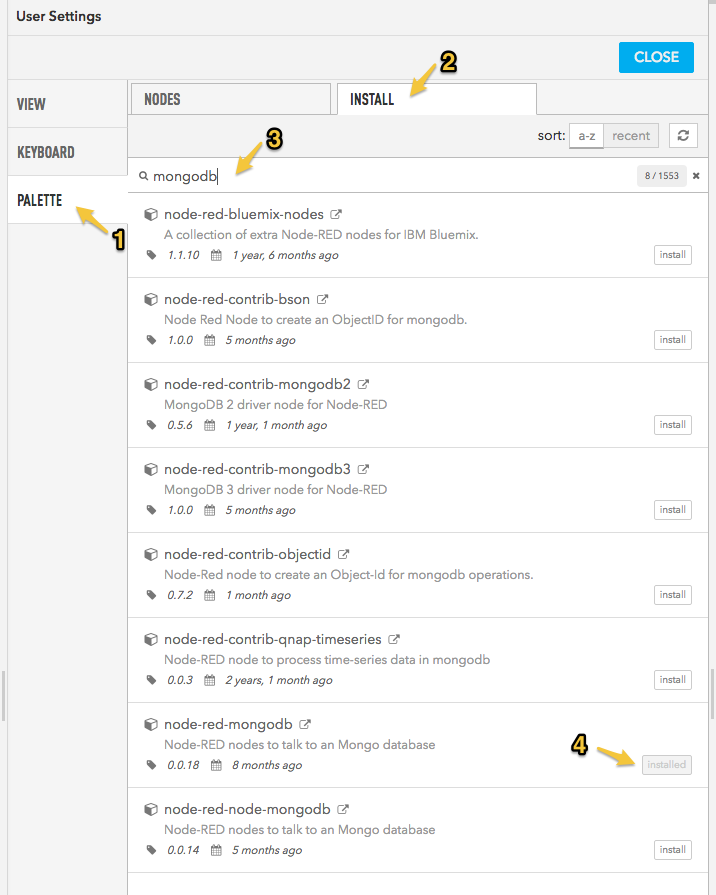 User Settings
CLOSE
2
VIEW
NODES
INSTALL
KEYBOARD
sort: a-z recent
3
mongodb
8 / 1553
PALETTE
1
node-red-bluemix-nodes
A collection of extra Node-RED nodes for IBM Bluemix.
1.1.10 1 year, 6 months ago
install
node-red-contrib-bson
Node Red Node to create an ObjectID for mongodb.
1.0.0 5 months ago
install
node-red-contrib-mongodb2
MongoDB 2 driver node for Node-RED
0.5.6 1 year, 1 month ago
install
node-red-contrib-mongodb3
MongoDB 3 driver node for Node-RED
1.0.0 5 months ago
install
node-red-contrib-objectid
Node-Red node to create an Object-Id for mongodb operations.
0.7.2 1 month ago
install
node-red-contrib-qnap-timeseries
Node-RED node to process time-series data in mongodb
0.0.3 2 years, 1 month ago
install
node-red-mongodb
Node-RED nodes to talk to an Mongo database
4
0.0.18 8 months ago
installed
node-red-node-mongodb
Node-RED nodes to talk to an Mongo database
0.0.14 5 months ago
install